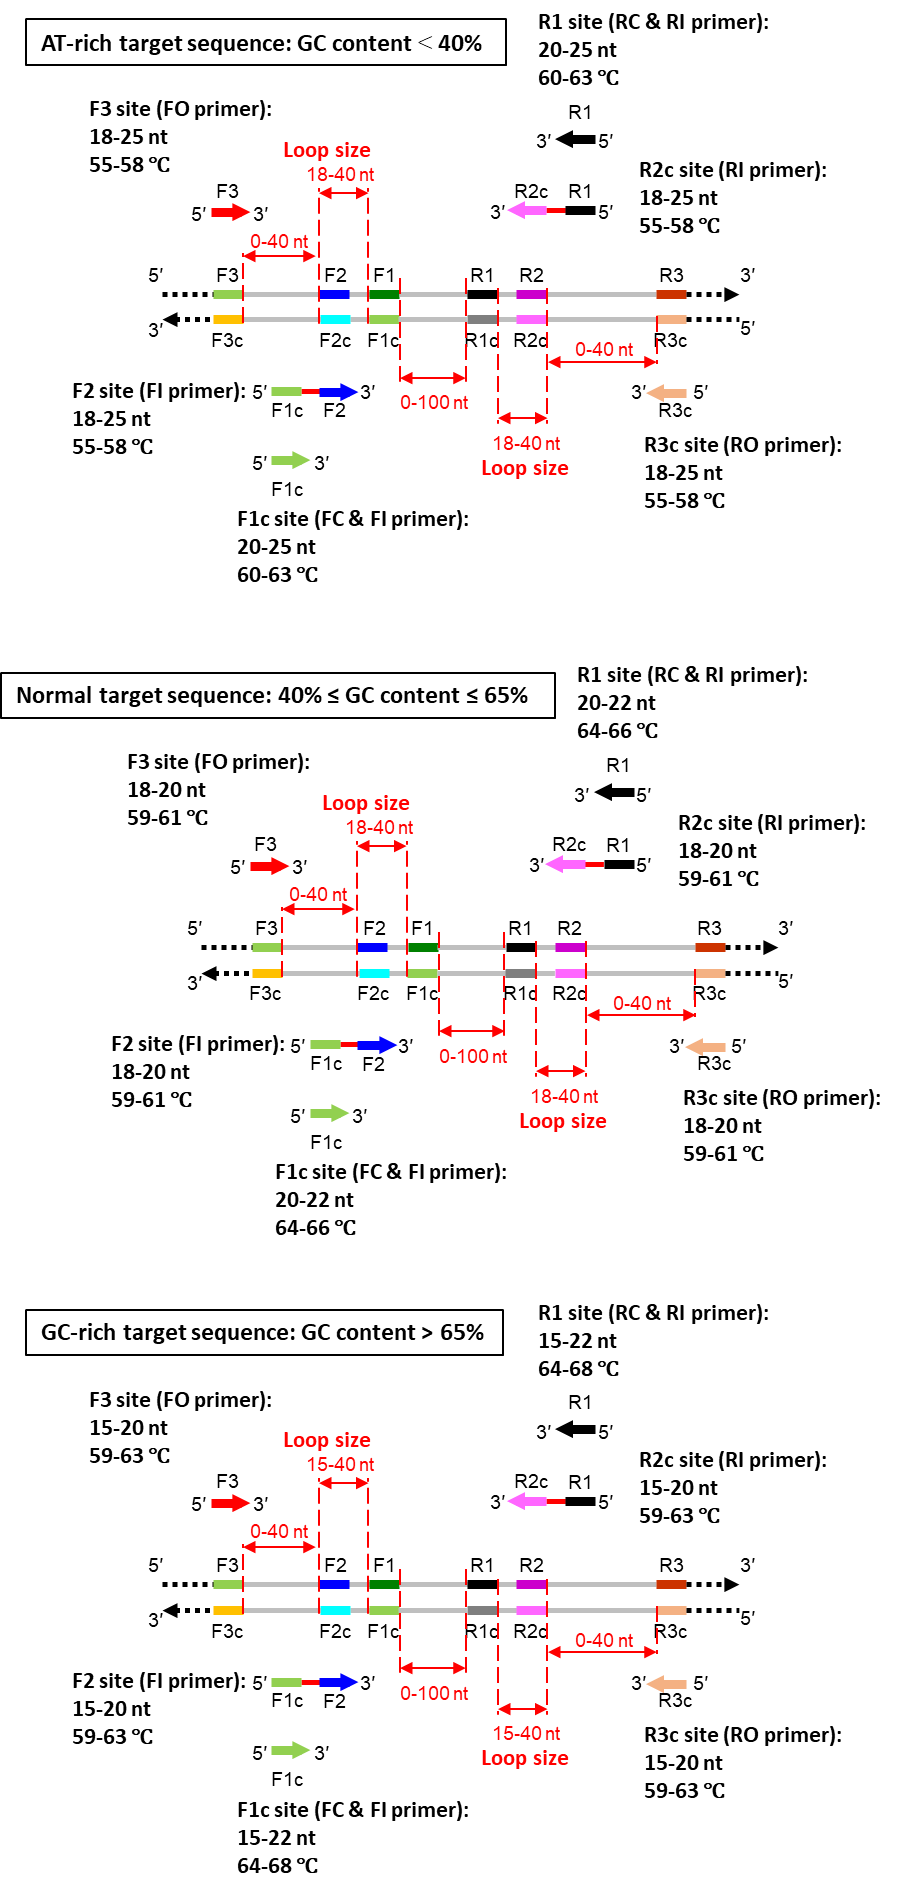 AT-rich target sequence: GC content < 40%
R1 site (RC & RI primer):
20-25 nt
60-63 ℃
F3 site (FO primer):
18-25 nt
55-58 ℃
Loop size
18-40 nt
R1
3′ 5′
R2c site (RI primer):
18-25 nt
55-58 ℃
F3
5′ 3′
R2c R1
3′ 5′
0-40 nt
5′ F3 F2 F1 R1 R2 R3 3′
3′ F3c F2c F1c R1c R2c R3c 5′
0-40 nt
0-100 nt
F2 site (FI primer):
18-25 nt
55-58 ℃
5′ 3′
F1c F2
3′ 5′
R3c
18-40 nt
Loop size
R3c site (RO primer):
18-25 nt
55-58 ℃
5′ 3′
F1c
F1c site (FC & FI primer):
20-25 nt
60-63 ℃
Normal target sequence: 40% ≤ GC content ≤ 65%
R1 site (RC & RI primer):
20-22 nt
64-66 ℃
F3 site (FO primer):
18-20 nt
59-61 ℃
Loop size
18-40 nt
R1
3′ 5′
R2c site (RI primer):
18-20 nt
59-61 ℃
F3
5′ 3′
R2c R1
3′ 5′
0-40 nt
5′ F3 F2 F1 R1 R2 R3 3′
3′ F3c F2c F1c R1c R2c R3c 5′
0-40 nt
0-100 nt
F2 site (FI primer):
18-20 nt
59-61 ℃
5′ 3′
F1c F2
3′ 5′
R3c
18-40 nt
Loop size
R3c site (RO primer):
18-20 nt
59-61 ℃
5′ 3′
F1c
F1c site (FC & FI primer):
20-22 nt
64-66 ℃
GC-rich target sequence: GC content > 65%
R1 site (RC & RI primer):
15-22 nt
64-68 ℃
F3 site (FO primer):
15-20 nt
59-63 ℃
Loop size
15-40 nt
R1
3′ 5′
R2c site (RI primer):
15-20 nt
59-63 ℃
F3
5′ 3′
R2c R1
3′ 5′
0-40 nt
5′ F3 F2 F1 R1 R2 R3 3′
3′ F3c F2c F1c R1c R2c R3c 5′
0-40 nt
0-100 nt
F2 site (FI primer):
15-20 nt
59-63 ℃
5′ 3′
F1c F2
3′ 5′
R3c
15-40 nt
Loop size
R3c site (RO primer):
15-20 nt
59-63 ℃
5′ 3′
F1c
F1c site (FC & FI primer):
15-22 nt
64-68 ℃